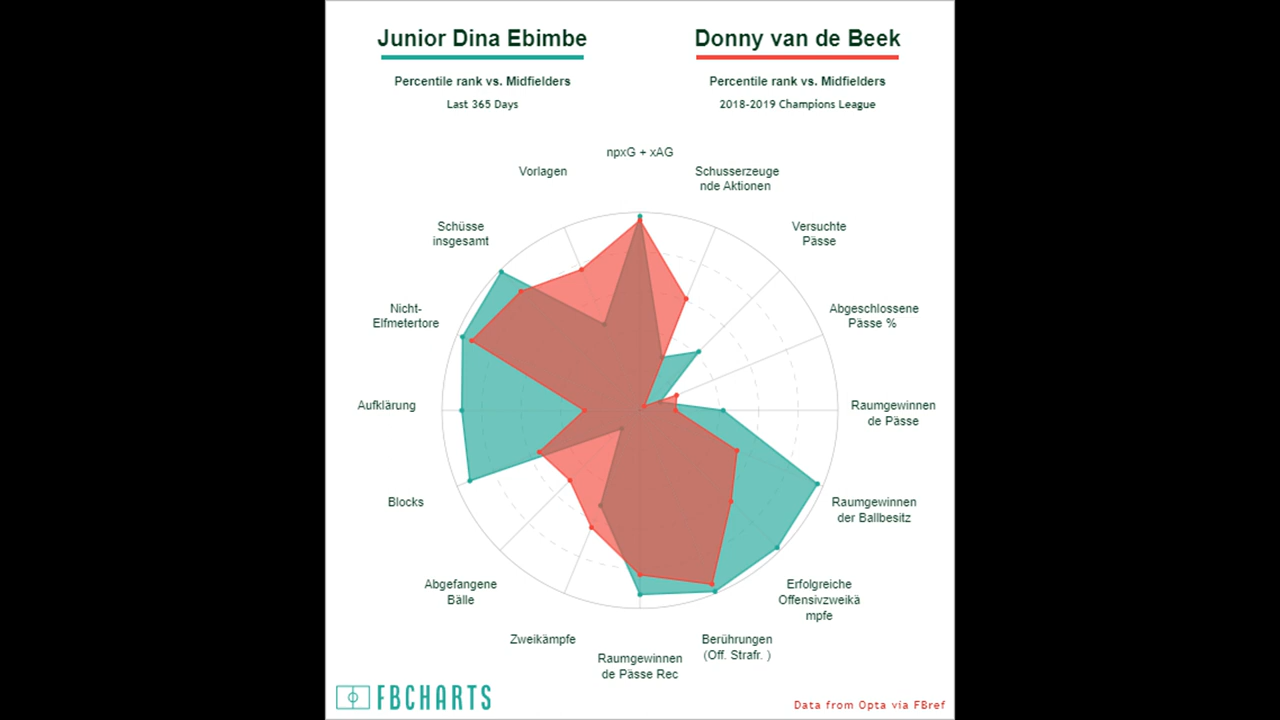 Junior Dina Ebimbe
Donny van de Beek
Percentile rank vs. Midfielders
Percentile rank vs. Midfielders
Last 365 Days
2018-2019 Champions League
npxG + xAG
Vorlagen
Schusserzeuge
nde Aktionen
Schüsse
insgesamt
Versuchte
Pässe
Nicht-
Elfmetertore
Abgeschlossene
Pässe %
Aufklärung
Raumgewinnen
de Pässe
Blocks
Raumgewinnen
der Ballbesitz
Abgefangene
Bälle
Erfolgreiche
Offensivzweikä
mpfe
Zweikämpfe
Berührungen
(Off. Strafr. )
Raumgewinnen
de Pässe Rec
FBCHARTS
Data from Opta via FBref